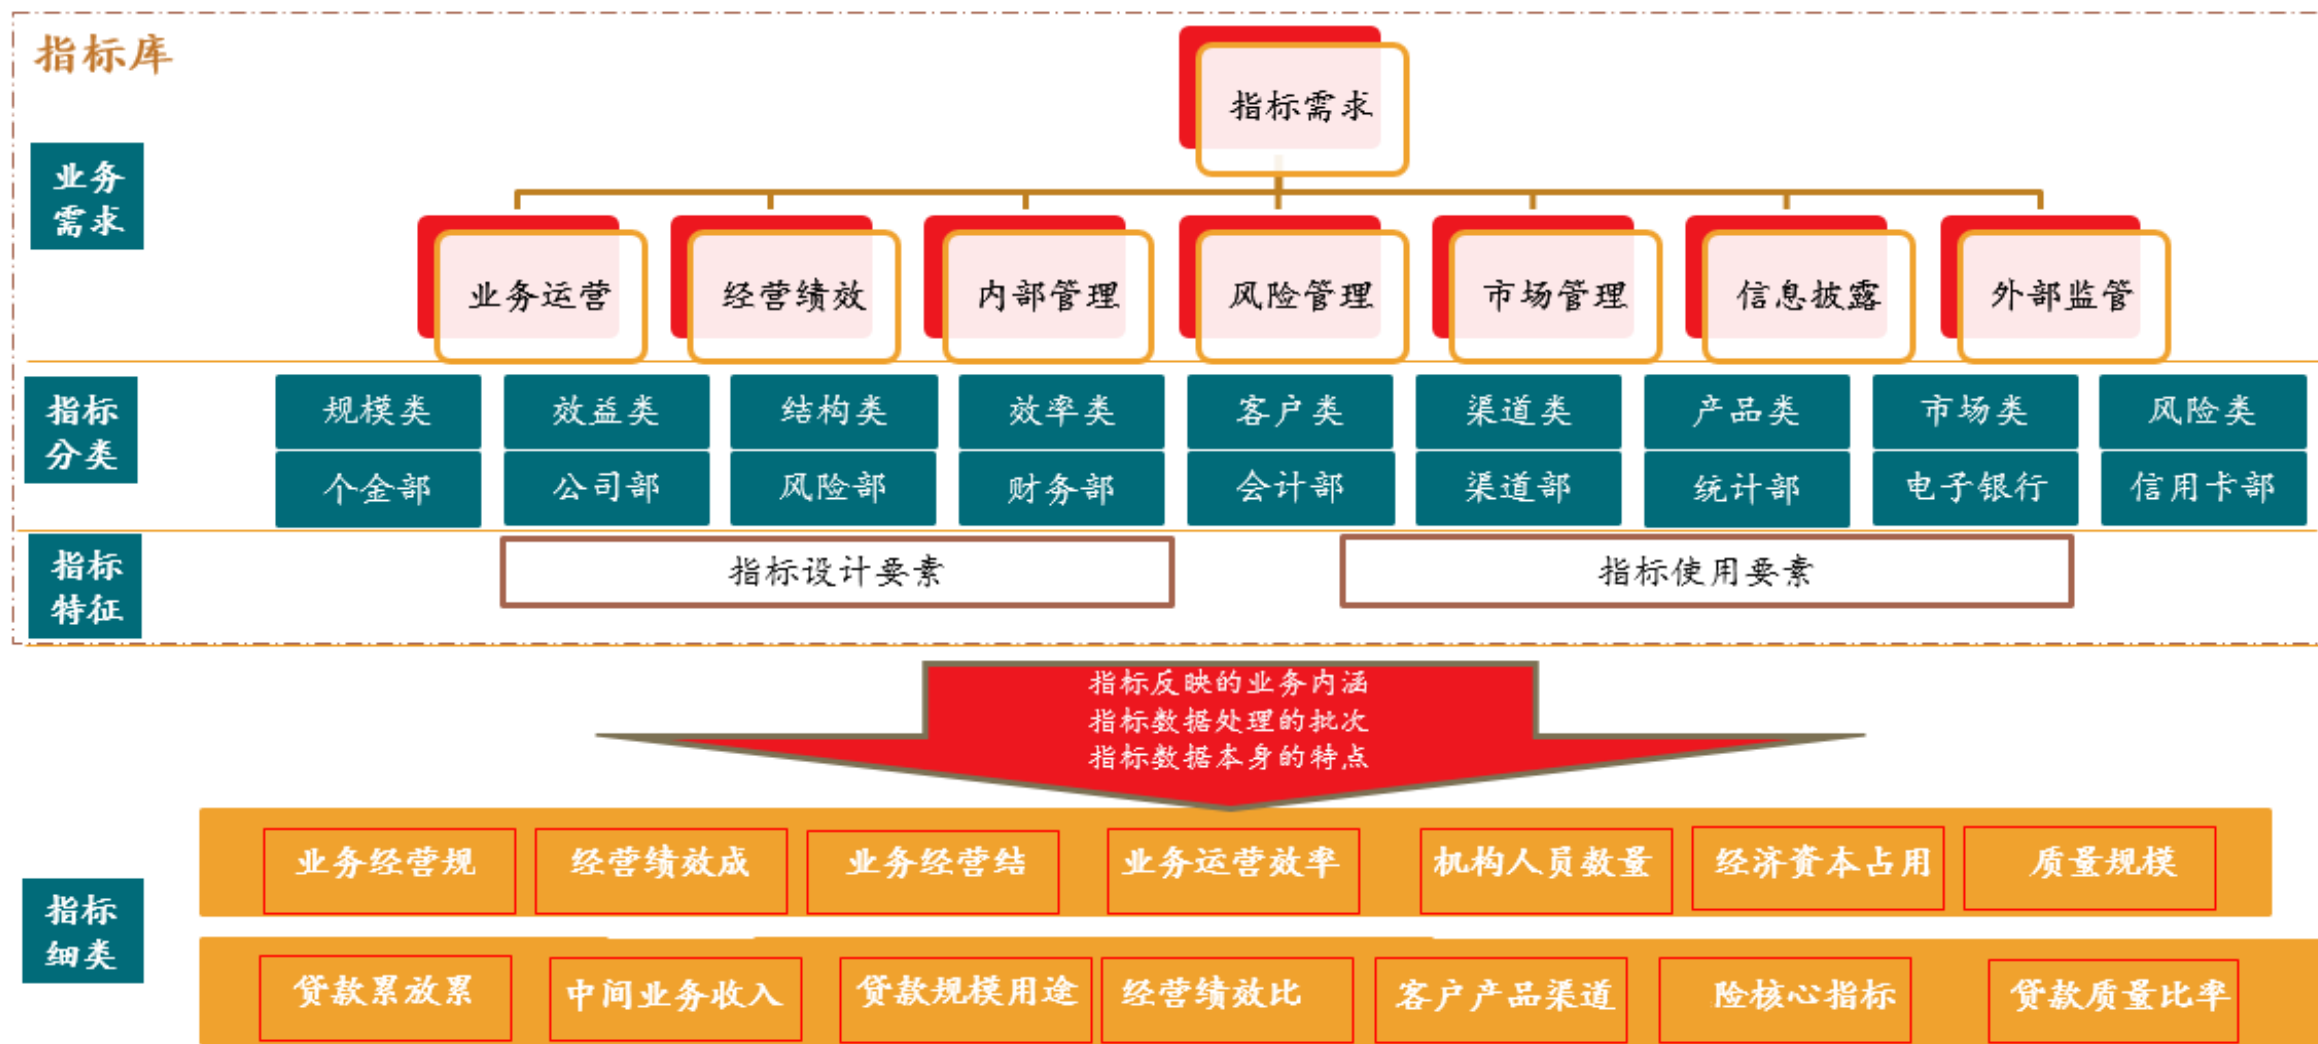 指标库
指标需求
业务
需求
业务运营 经营绩效 内部管理 风险管理 市场管理 信息披露 外部监管
指标
分类
规模类 效益类 结构类 效率类 客户类 渠道类 产品类 市场类 风险类
个金部 公司部 风险部 财务部 会计部 渠道部 统计部 电子银行 信用卡部
指标
特征
指标设计要素 指标使用要素
指标反映的业务内涵
指标数据处理的批次
指标数据本身的特点
指标
细类
业务经营规 经营绩效成 业务经营结 业务运营效率 机构人员数量 经济资本占用 质量规模
贷款累放累 中间业务收入 贷款规模用途 经营绩效比 客户产品渠道 险核心指标 贷款质量比率